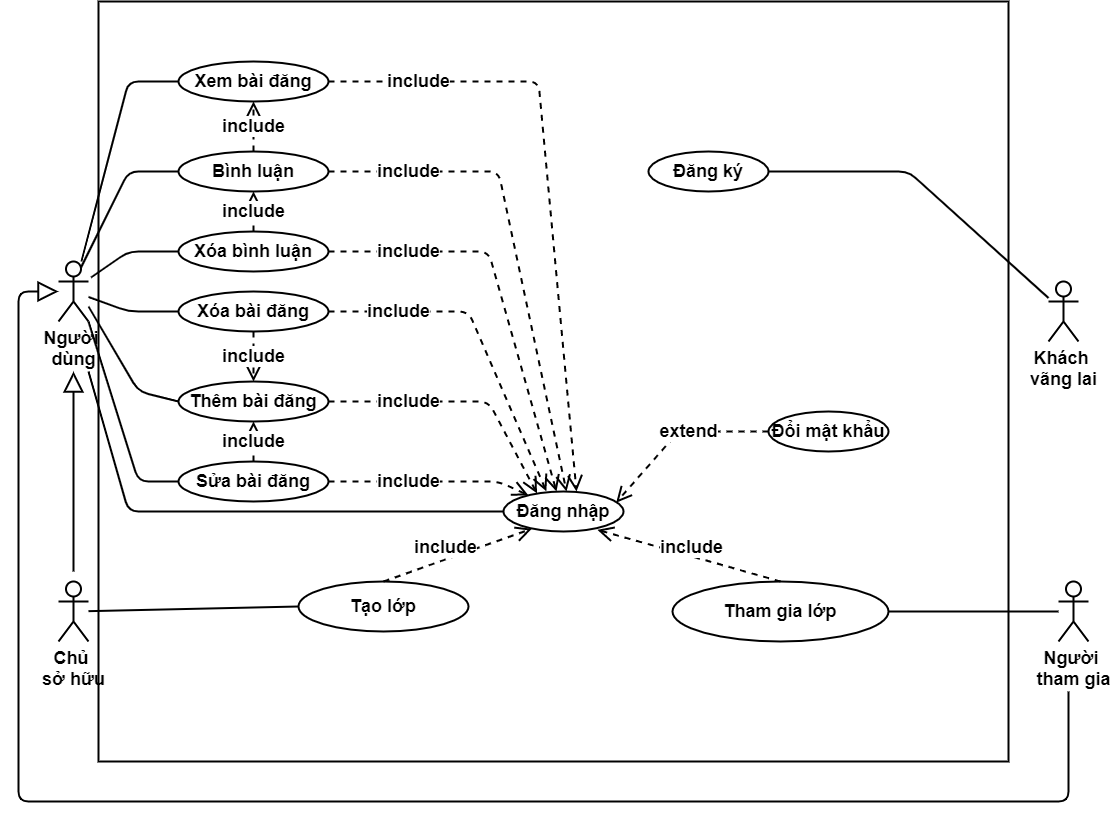 Xem bài đăng
include
include
Bình luận
include
Đăng ký
include
Xóa bình luận
include
Xóa bài đăng
include
Người
dùng
Khách
vãng lai
include
Thêm bài đăng
include
include
extend
Đổi mật khẩu
Sửa bài đăng
include
Đăng nhập
include
include
Tạo lớp
Tham gia lớp
Chủ
sở hữu
Người
tham gia